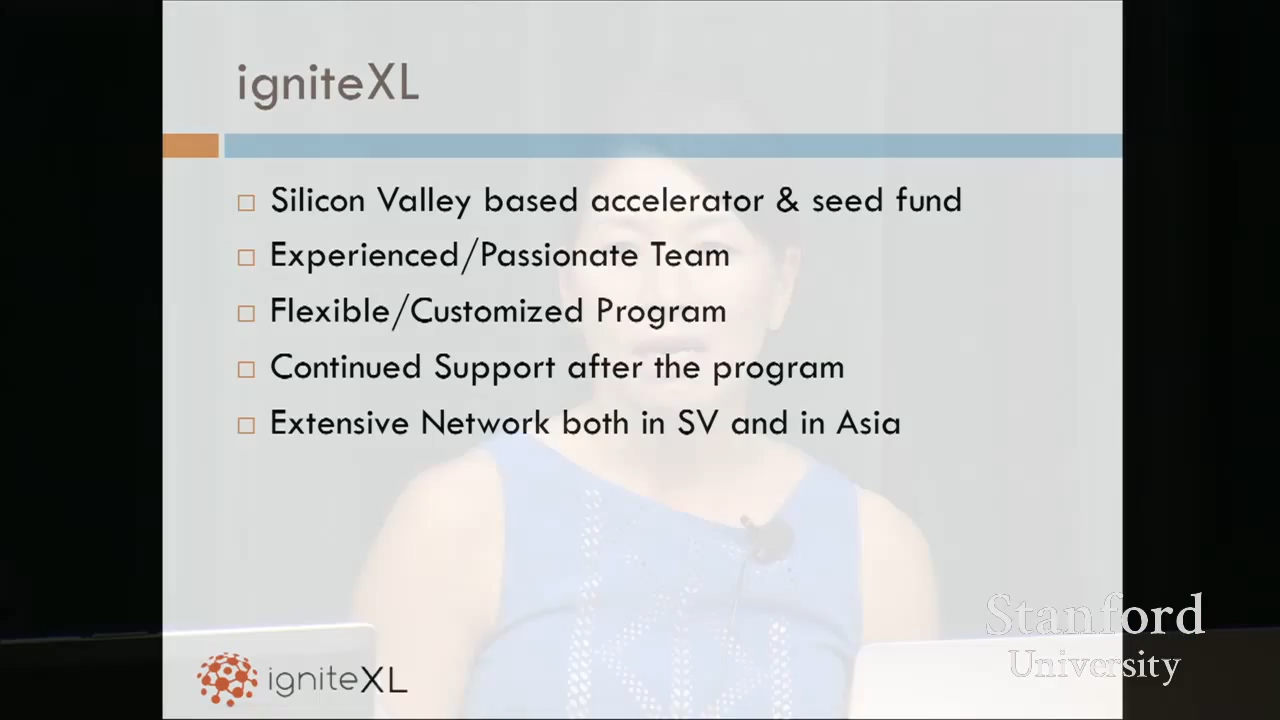 igniteXL
Silicon Valley based accelerator & seed fund
Experienced/Passionate Team
Flexible/Customized Program
Continued Support after the program
Extensive Network both in SV and in Asia
igniteXL
Stanford
University